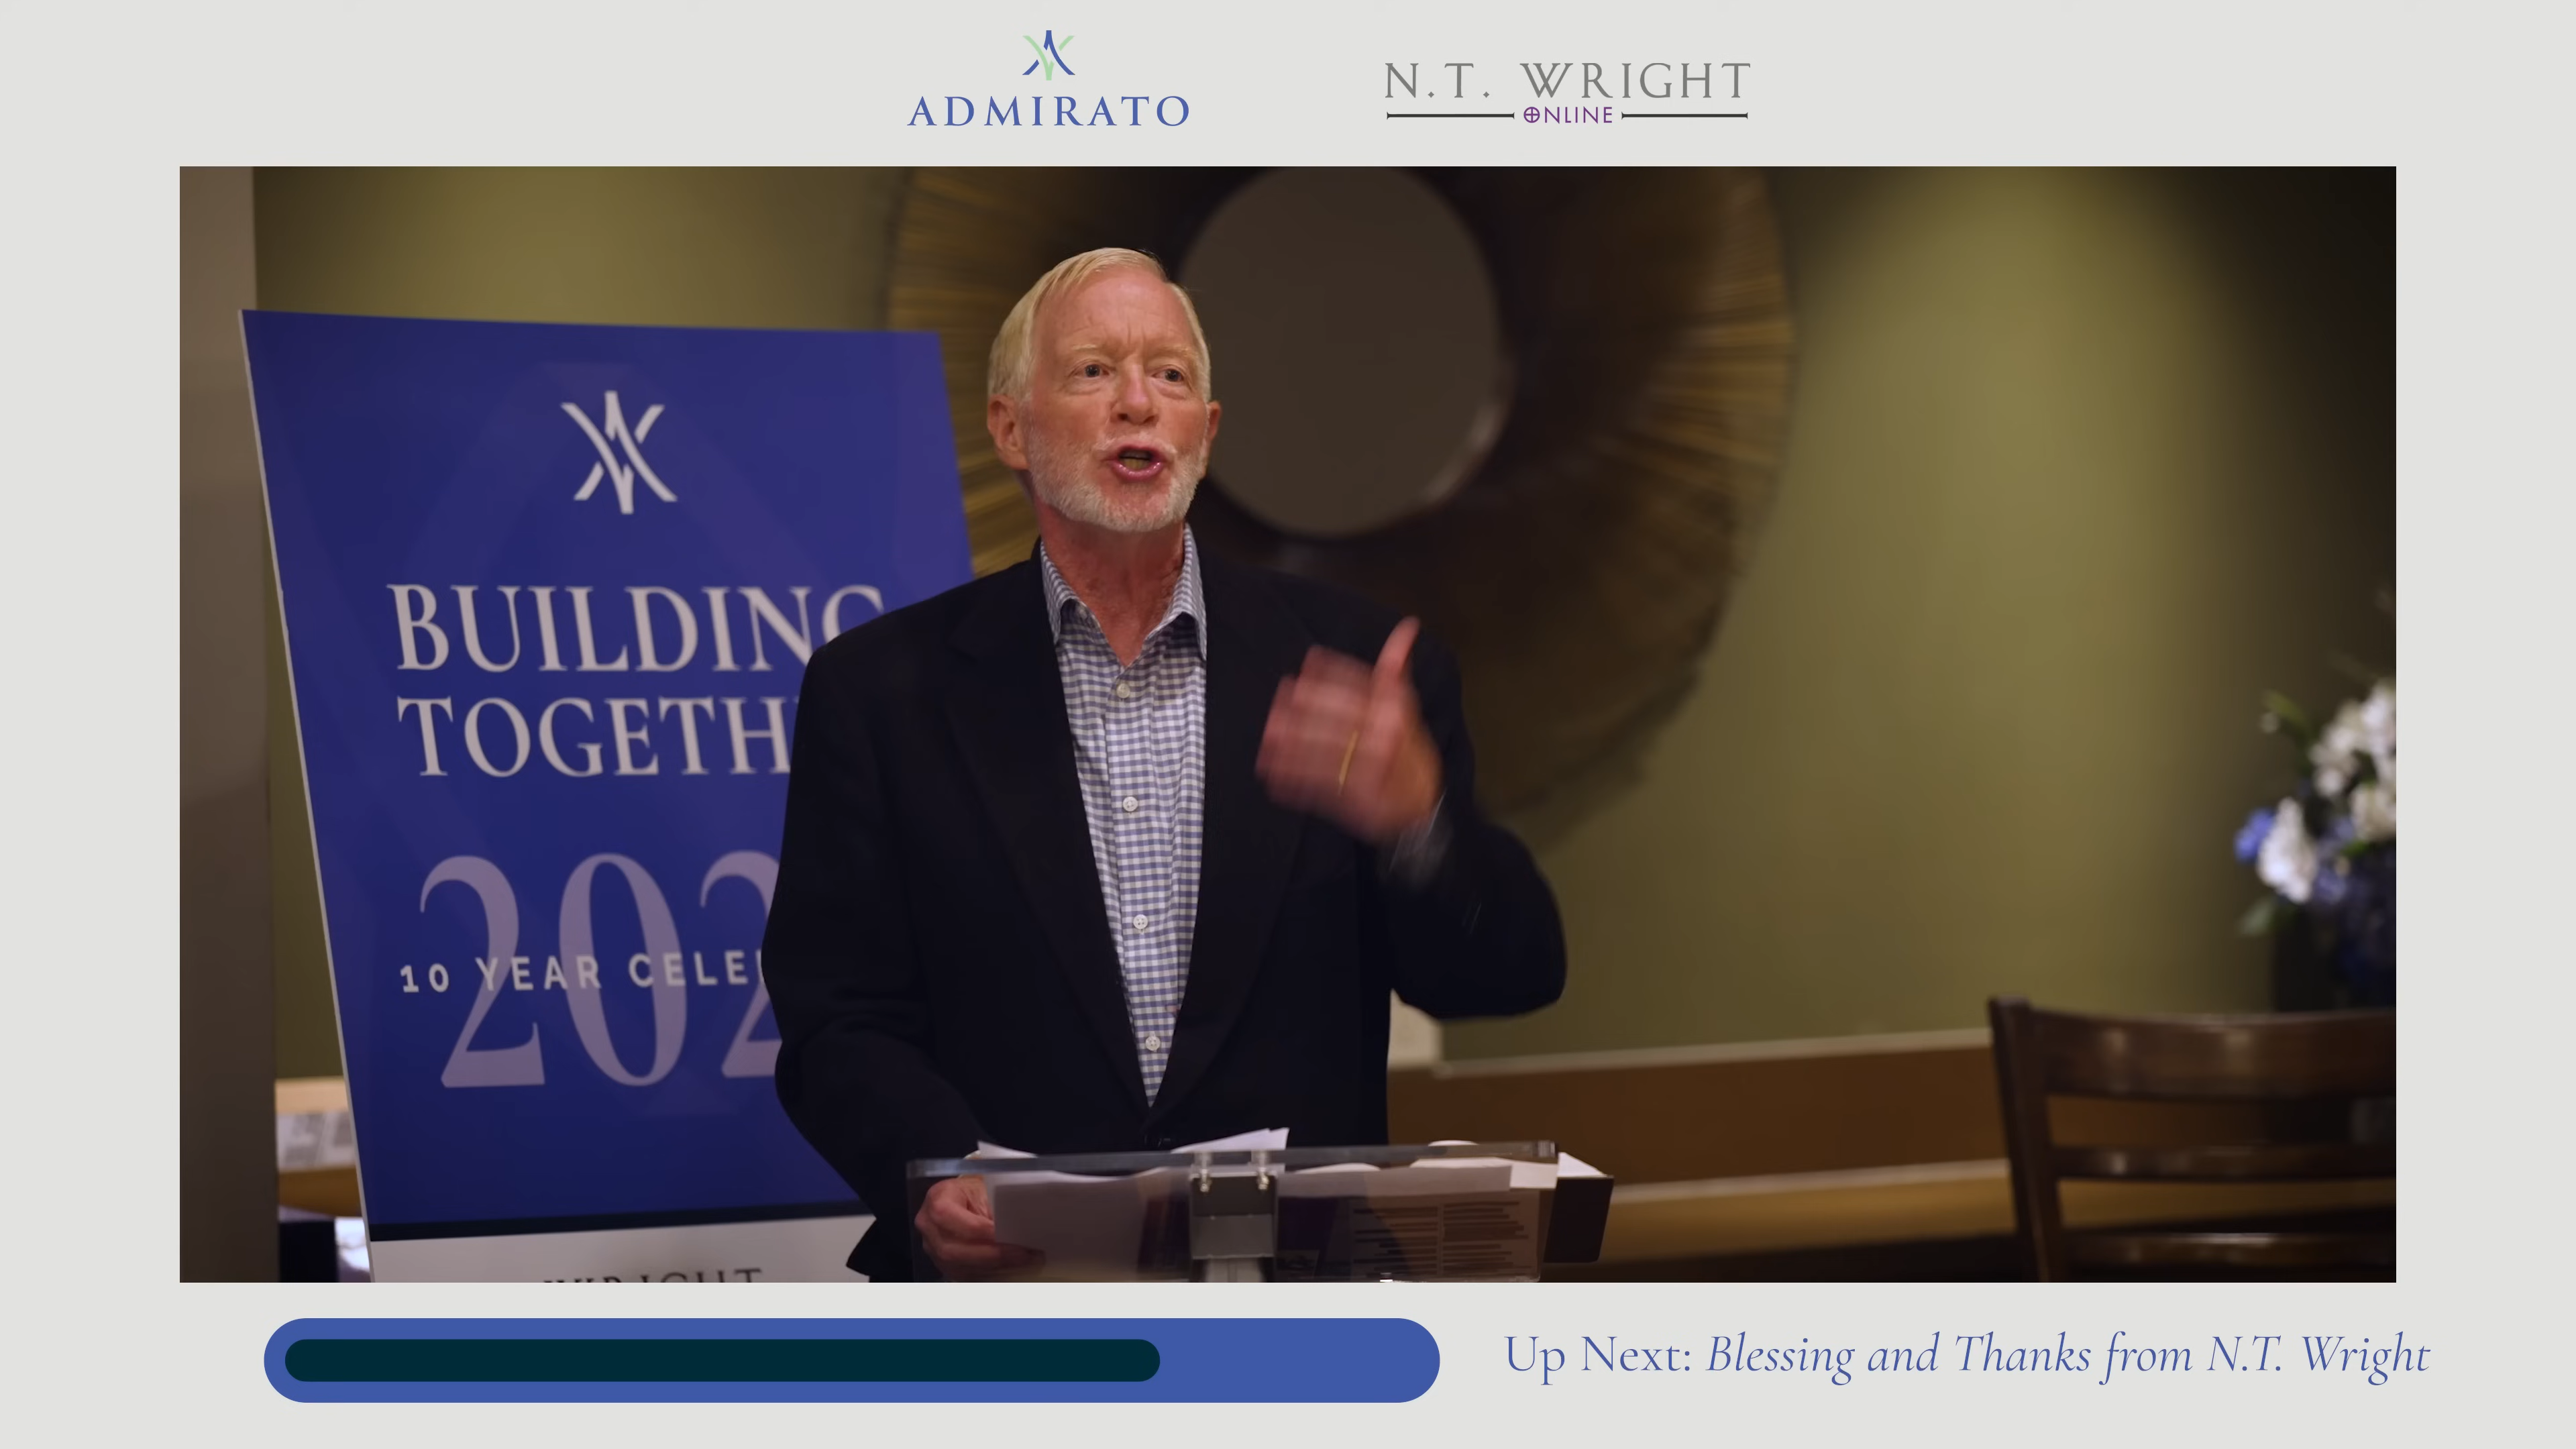 ADMIRATO
N.T. WRIGHT
ONLINE
BUILDING
TOGETH
202
10 YEAR CELE
Up Next: Blessing and Thanks from N.T. Wright